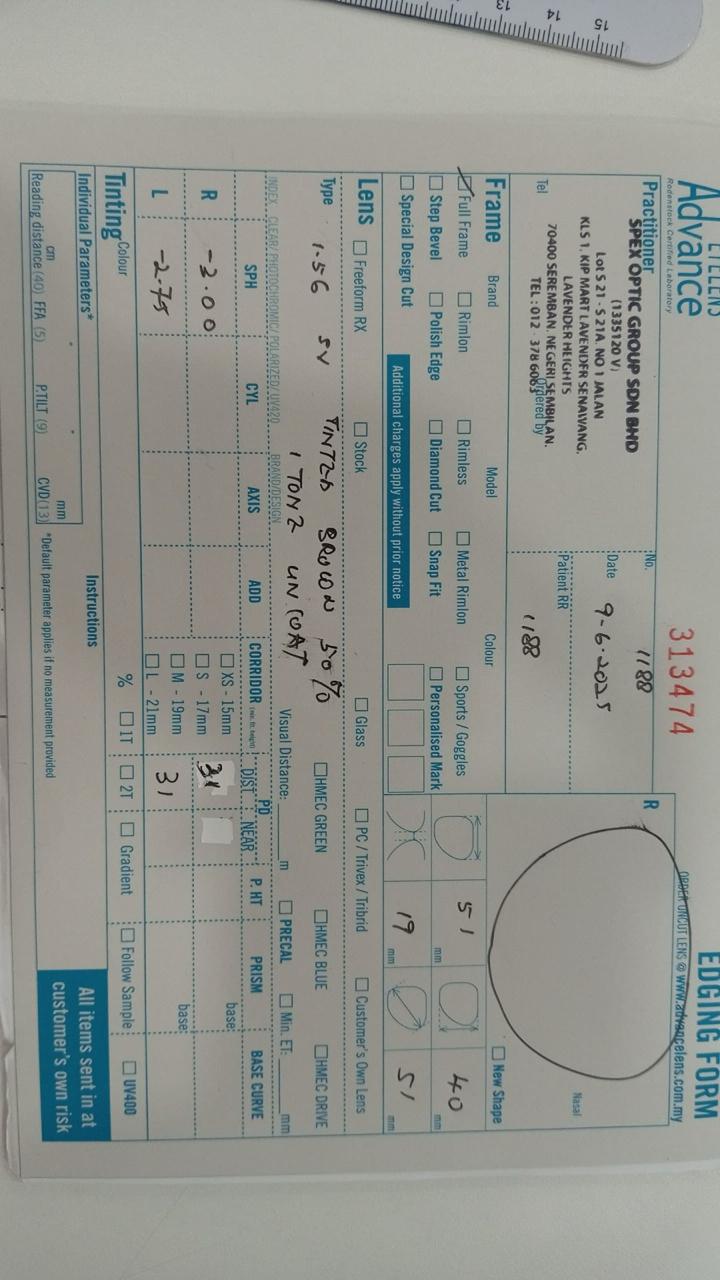 EYELENS
Advance
Rodenstock Certified Laboratory
313474
EDGING FORM
ORDER UNCUT LENS @ www.advancelens.com.my
Practitioner
SPEX OPTIC GROUP SDN BHD
(1335120 V)
Lot S 21 - S 21A. NO 1 JALAN
KLS 1. KIP MART LAVENDER SENAWANG,
LAVENDER HEIGHTS
70400 SEREMBAN. NEGERI SEMBILAN.
TEL : 012 - 378 6063
Tel
Ordered by
No. 1188
Date 9-6-2025
Patient RR 1188
R
Nasal
Frame Brand Model Colour
New Shape
Full Frame Rimlon Rimless Metal Rimlon Sports / Goggles
51 mm 40 mm
Step Bevel Polish Edge Diamond Cut Snap Fit Personalised Mark
Special Design Cut
Additional charges apply without prior notice
19 mm 51 mm
Lens Freeform RX Stock Glass PC / Trivex / Tribrid Customer's Own Lens
Type 1.56 SV TINTED BROWN 50%
1 TONE UNCOAT
HMEC GREEN HMEC BLUE HMEC DRIVE
INDEX CLEAR/ PHOTOCHROMIC/ POLARIZED/ UV420 BRAND/DESIGN
Visual Distance: m PRECAL Min. ET: mm
SPH CYL AXIS ADD CORRIDOR (min. fit. height) PD DIST NEAR P. HT PRISM BASE CURVE
R -3.00 31 base:
L -2.75 31 base:
XS - 15mm
S - 17mm
M - 19mm
L - 21mm
Tinting Colour % 1T 2T Gradient Follow Sample UV400
Individual Parameters* Instructions
cm mm
Reading distance (40) FFA (5) P.TILT (9) CVD (13)
*Default parameter applies if no measurement provided
All items sent in at
customer's own risk
13 14 15